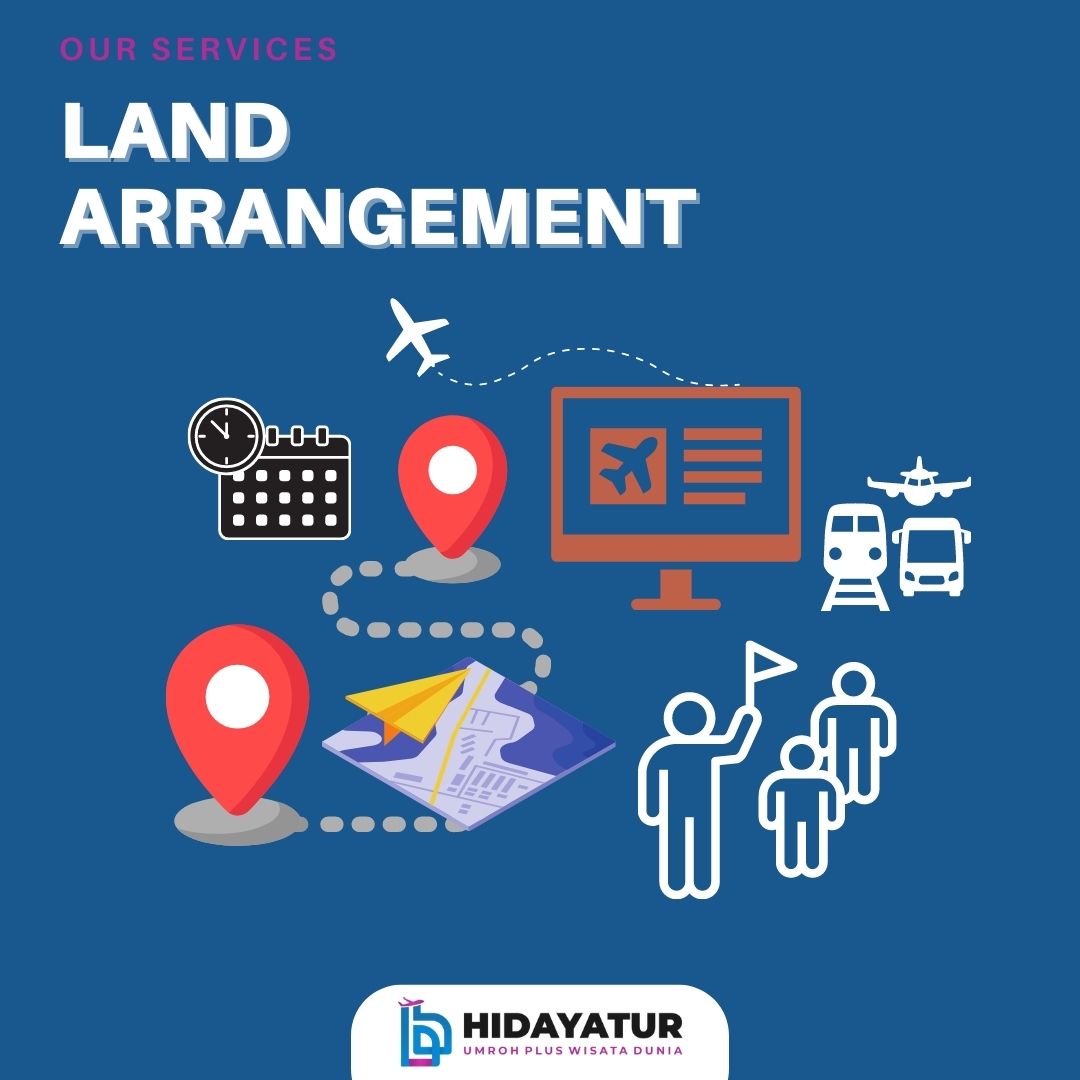 OUR SERVICES
LAND
ARRANGEMENT
HIDAYATUR
UMROH PLUS WISATA DUNIA